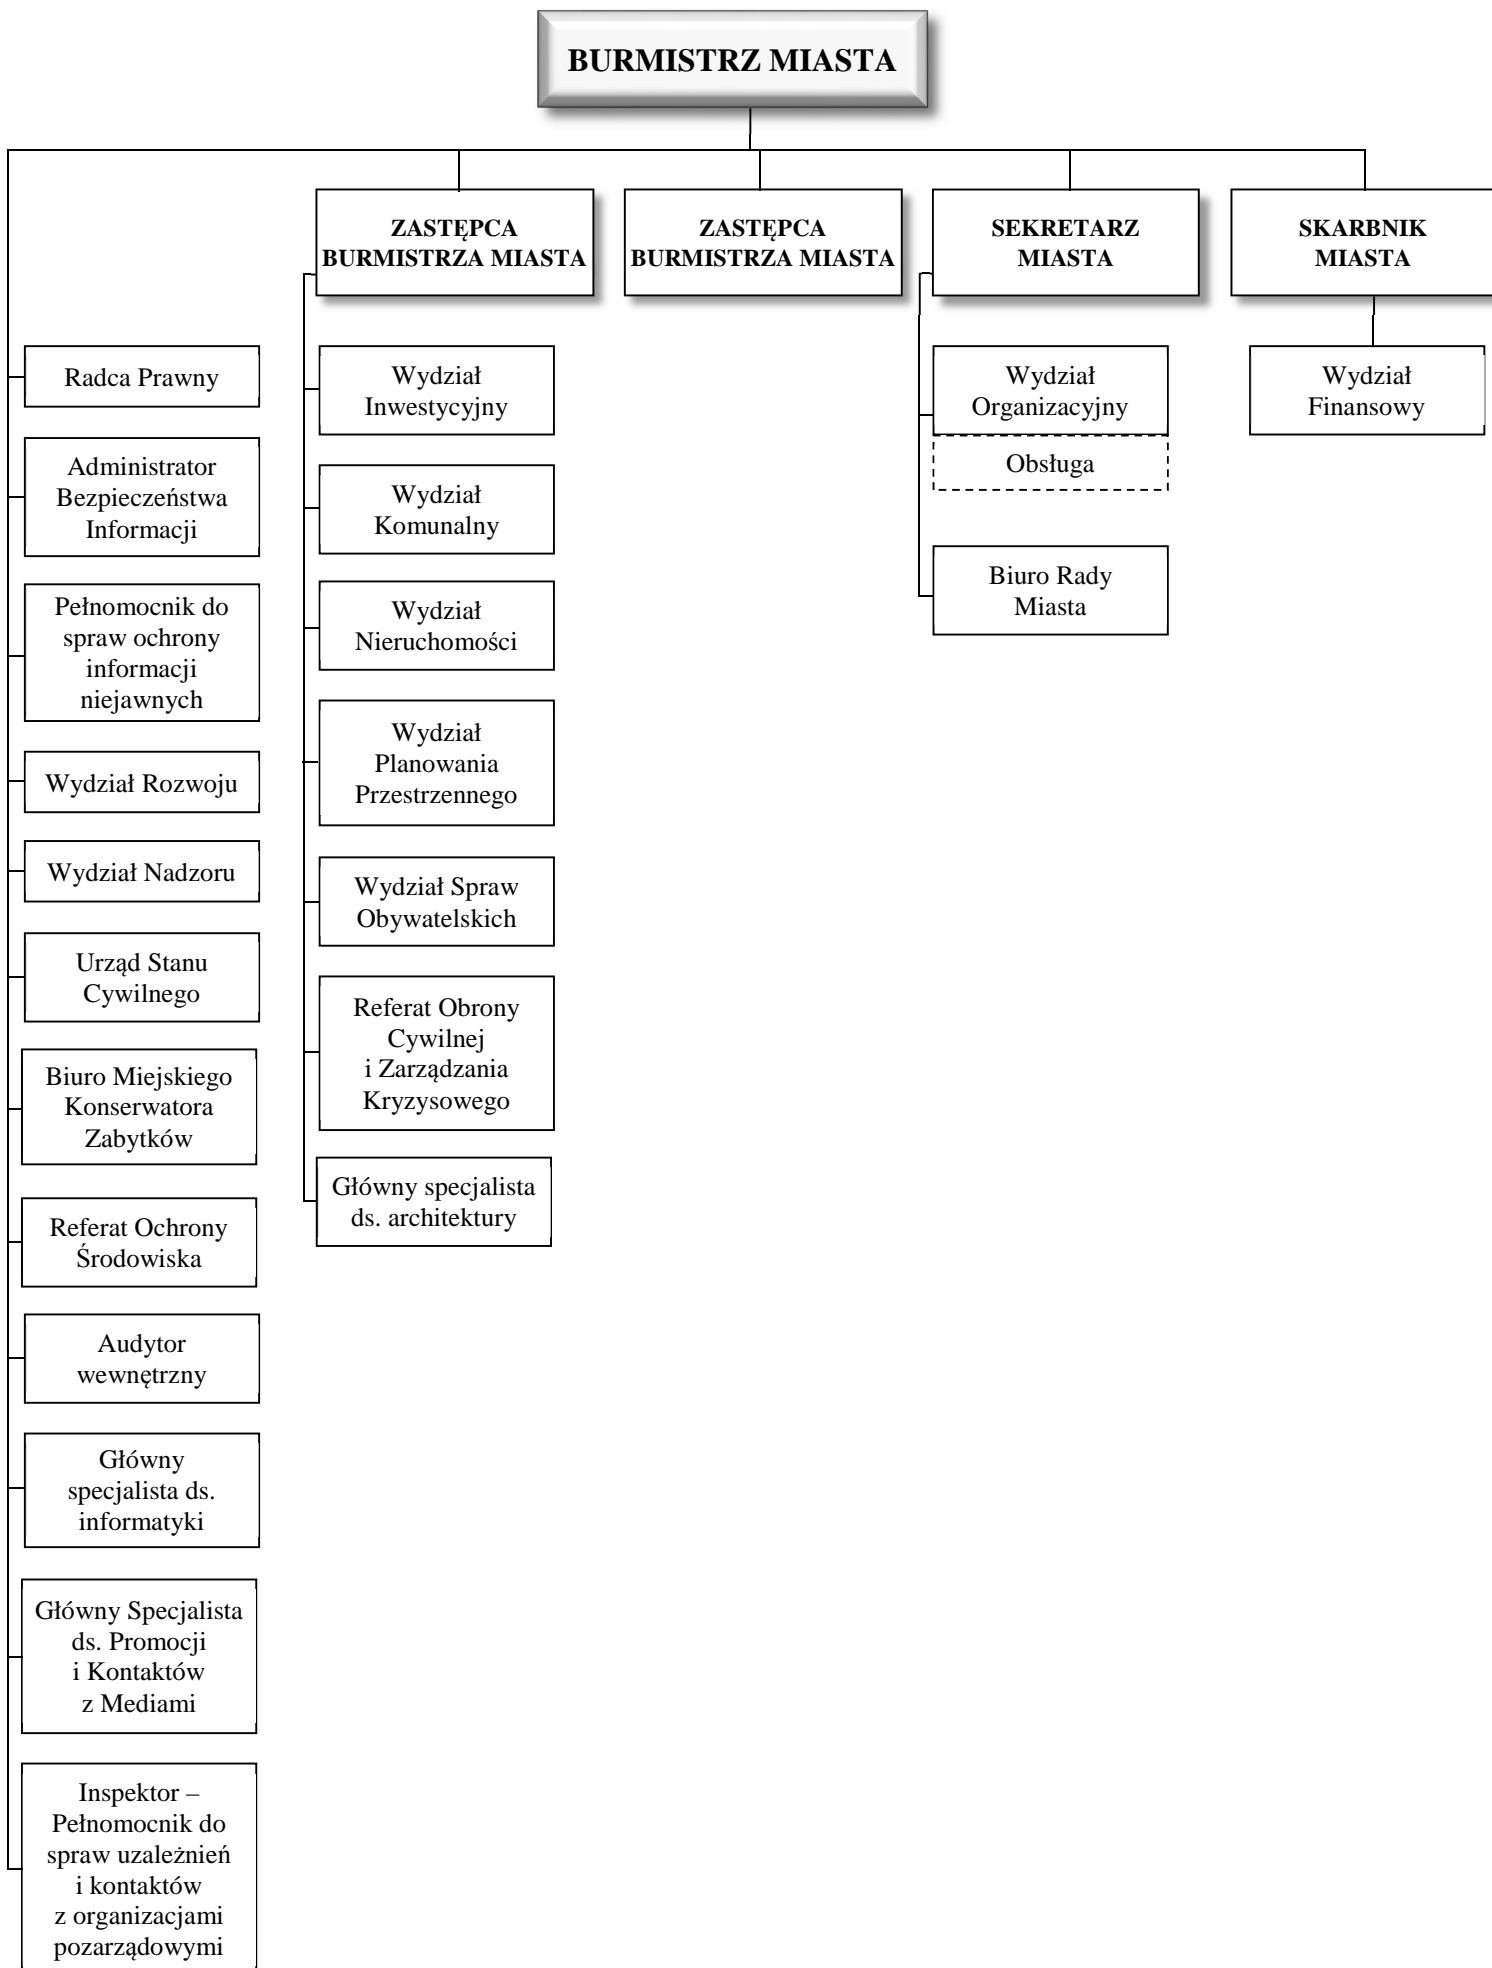 BURMISTRZ MIASTA
ZASTĘPCA
BURMISTRZA MIASTA
ZASTĘPCA
BURMISTRZA MIASTA
SEKRETARZ
MIASTA
SKARBNIK
MIASTA
Radca Prawny
Administrator
Bezpieczeństwa
Informacji
Pełnomocnik do
spraw ochrony
informacji
niejawnych
Wydział Rozwoju
Wydział Nadzoru
Urząd Stanu
Cywilnego
Biuro Miejskiego
Konserwatora
Zabytków
Referat Ochrony
Środowiska
Audytor
wewnętrzny
Główny
specjalista ds.
informatyki
Główny Specjalista
ds. Promocji
i Kontaktów
z Mediami
Inspektor –
Pełnomocnik do
spraw uzależnień
i kontaktów
z organizacjami
pozarządowymi
Wydział
Inwestycyjny
Wydział
Komunalny
Wydział
Nieruchomości
Wydział
Planowania
Przestrzennego
Wydział Spraw
Obywatelskich
Referat Obrony
Cywilnej
i Zarządzania
Kryzysowego
Główny specjalista
ds. architektury
Wydział
Organizacyjny
Obsługa
Biuro Rady
Miasta
Wydział
Finansowy